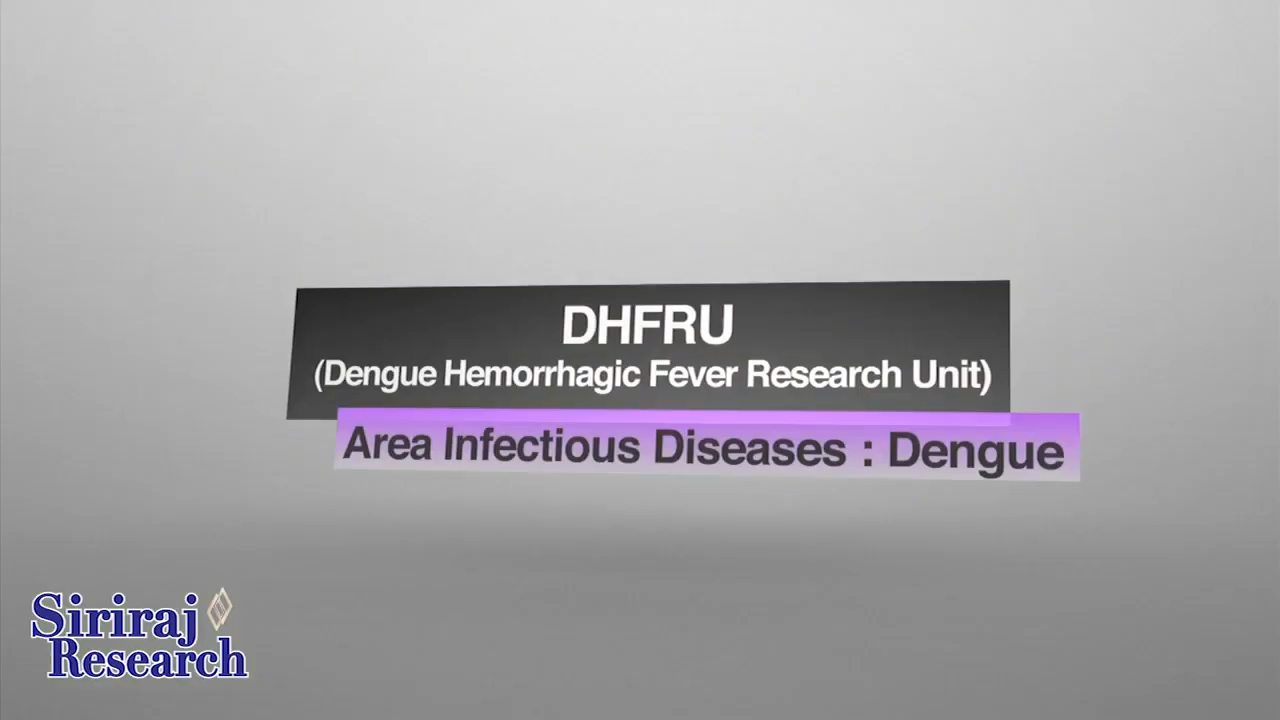 DHFRU
(Dengue Hemorrhagic Fever Research Unit)
Area Infectious Diseases : Dengue
Siriraj
Research